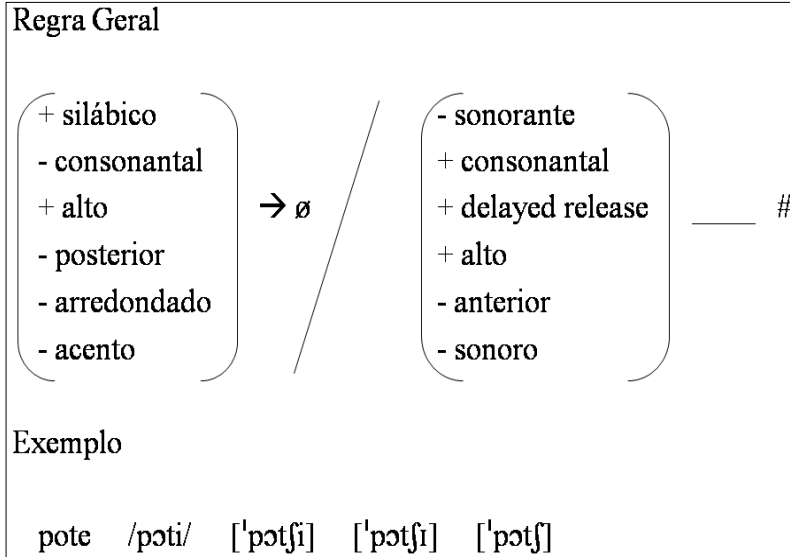 Regra Geral
+ silábico - sonorante
- consonantal + consonantal
+ alto → ø / + delayed release ____ #
- posterior + alto
- arredondado - anterior
- acento - sonoro
Exemplo
pote /pɔti/ [ˈpɔtʃi] [ˈpɔtʃɪ] [ˈpɔtʃ]